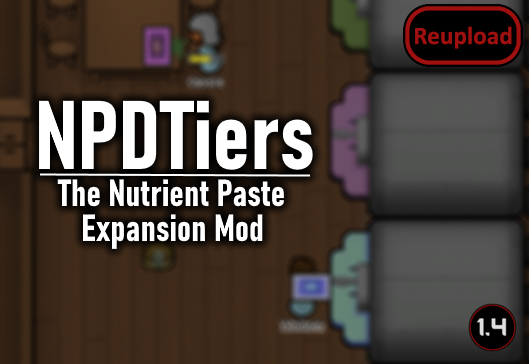 Reupload
NPDTiers
The Nutrient Paste
Expansion Mod
1.4